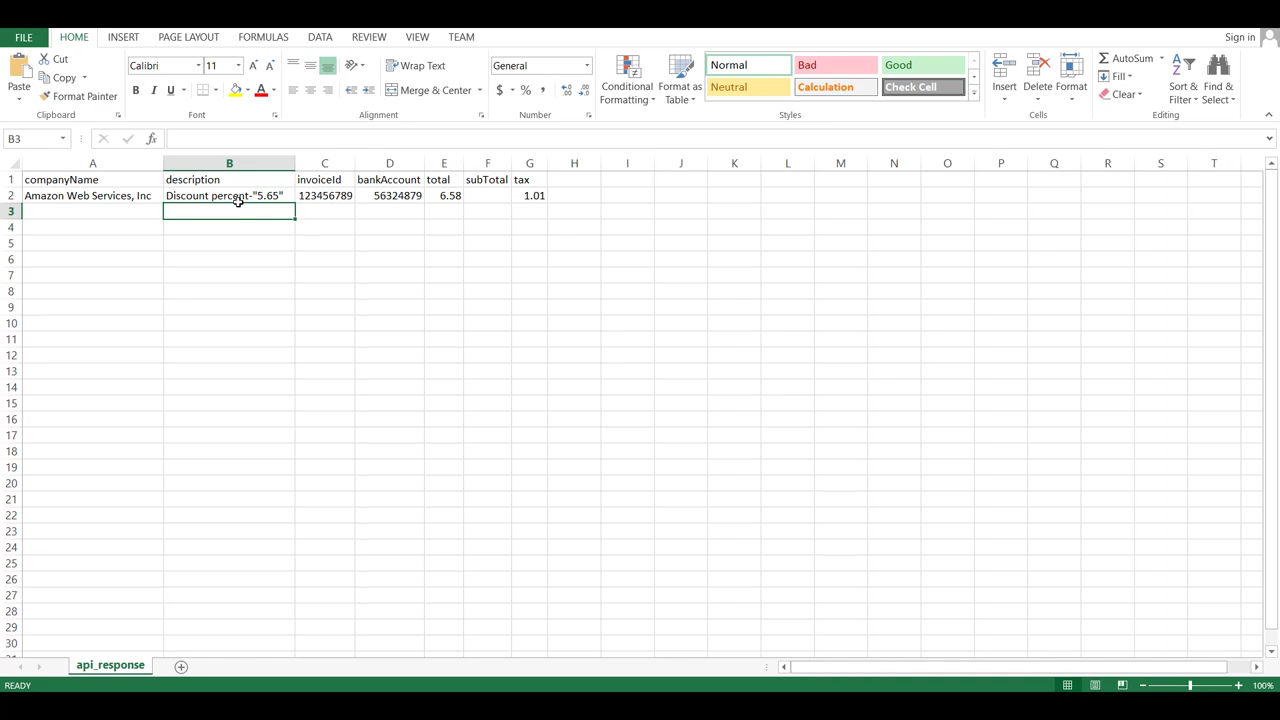 FILE HOME INSERT PAGE LAYOUT FORMULAS DATA REVIEW VIEW TEAM Sign in
Cut
Copy
Format Painter
Paste
Clipboard
Calibri 11
B I U
Font
Wrap Text
Merge & Center
Alignment
General
$ % ,
Number
Conditional Formatting
Format as Table
Normal Bad Good
Neutral Calculation Check Cell
Styles
Insert Delete Format
Cells
AutoSum
Fill
Clear
Sort & Filter
Find & Select
Editing
B3 fx
A B C D E F G H I J K L M N O P Q R S T
1 companyName description invoiceId bankAccount total subTotal tax
2 Amazon Web Services, Inc Discount percent-"5.65" 123456789 56324879 6.58 1.01
3
4
5
6
7
8
9
10
11
12
13
14
15
16
17
18
19
20
21
22
23
24
25
26
27
28
29
30
api_response
READY 100%